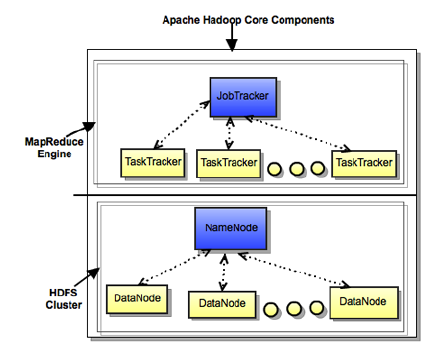 Apache Hadoop Core Components
JobTracker
MapReduce
Engine
TaskTracker
TaskTracker
TaskTracker
NameNode
HDFS
Cluster
DataNode
DataNode
DataNode